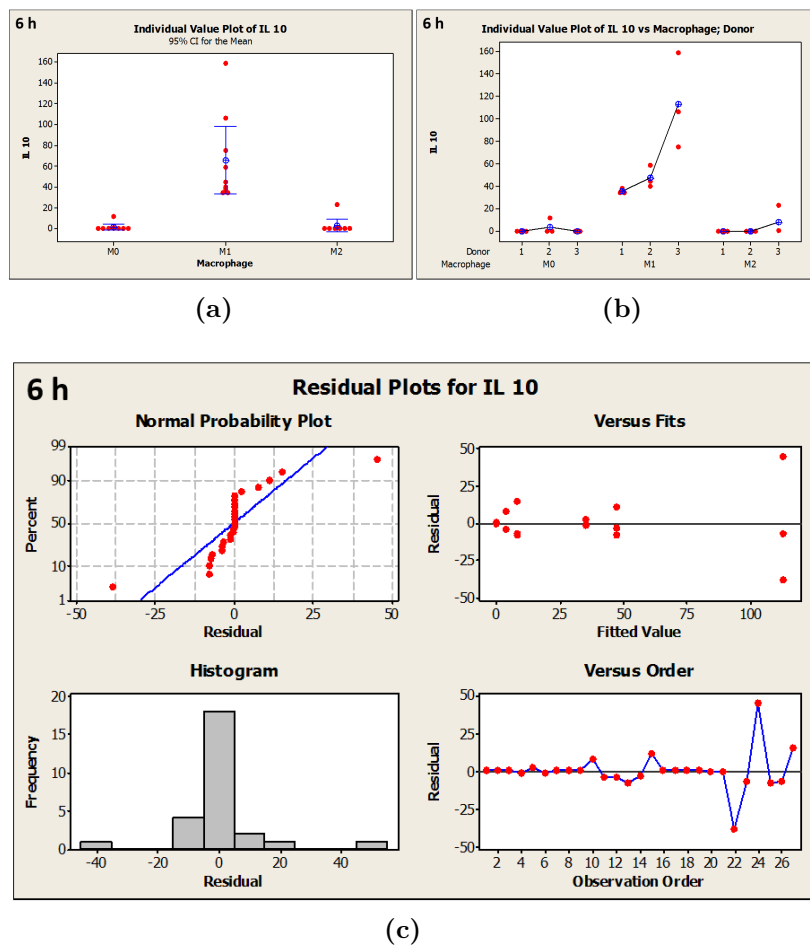 6 h
Individual Value Plot of IL 10
95% CI for the Mean
160
140
120
100
80
60
40
20
0
IL 10
M0 M1 M2
Macrophage
(a)
6 h
Individual Value Plot of IL 10 vs Macrophage; Donor
160
140
120
100
80
60
40
20
0
IL 10
Donor 1 2 3 1 2 3 1 2 3
Macrophage M0 M1 M2
(b)
6 h
Residual Plots for IL 10
Normal Probability Plot
99
90
50
10
1
Percent
-50 -25 0 25 50
Residual
Versus Fits
50
25
0
-25
-50
Residual
0 25 50 75 100
Fitted Value
Histogram
20
15
10
5
0
Frequency
-40 -20 0 20 40
Residual
Versus Order
50
25
0
-25
-50
Residual
2 4 6 8 10 12 14 16 18 20 22 24 26
Observation Order
(c)